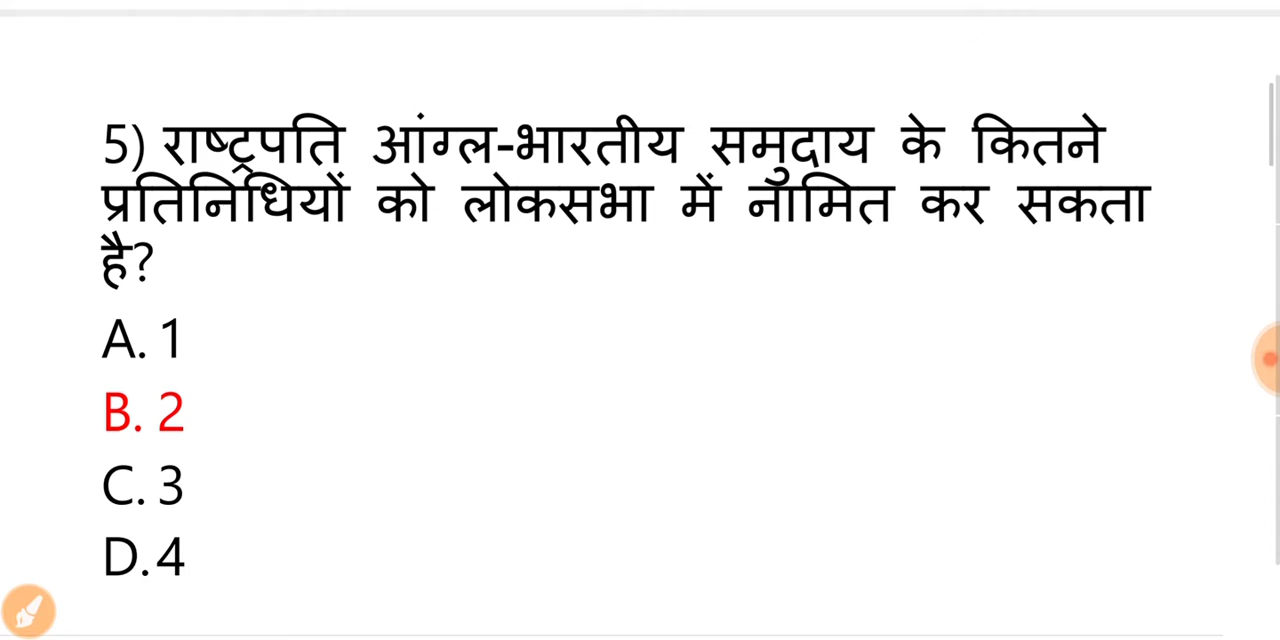 5) राष्ट्रपति आंग्ल-भारतीय समुदाय के कितने
प्रतिनिधियों को लोकसभा में नामित कर सकता
है?
A. 1
B. 2
C. 3
D. 4